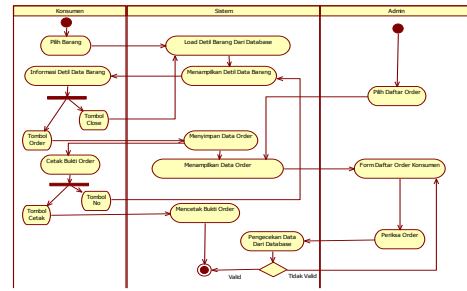 Konsumen
Sistem
Admin
Pilih Barang
Load Detil Barang Dari Database
Informasi Detil Data Barang
Menampilkan Detil Data Barang
Pilih Daftar Order
Tombol
Close
Tombol
Order
Menyimpan Data Order
Cetak Bukti Order
Menampilkan Data Order
Form Daftar Order Konsumen
Tombol
No
Tombol
Cetak
Mencetak Bukti Order
Pengecekan Data
Dari Database
Periksa Order
Valid
Tidak Valid